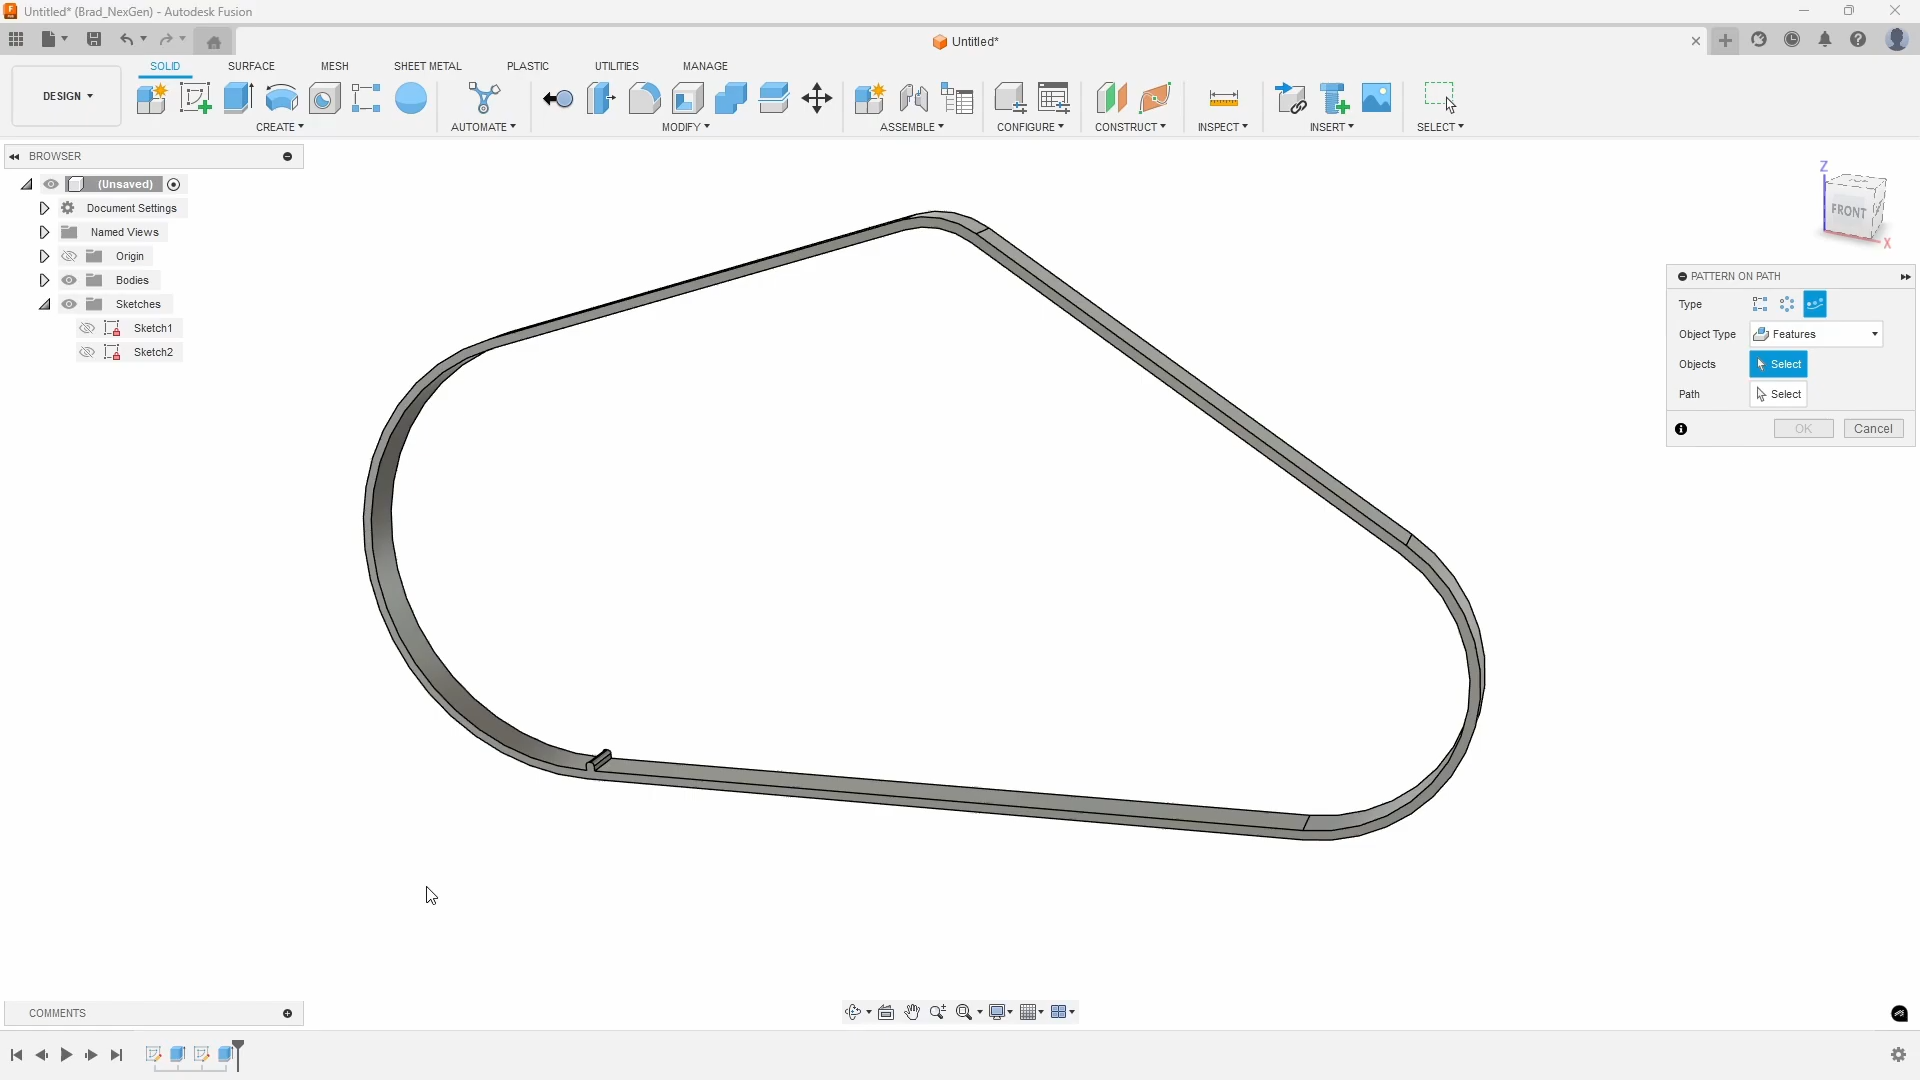 Untitled* (Brad_NexGen) - Autodesk Fusion
Untitled*
SOLID SURFACE MESH SHEET METAL PLASTIC UTILITIES MANAGE
DESIGN
CREATE AUTOMATE MODIFY ASSEMBLE CONFIGURE CONSTRUCT INSPECT INSERT SELECT
BROWSER
(Unsaved)
Document Settings
Named Views
Origin
Bodies
Sketches
Sketch1
Sketch2
Z
FRONT
X
PATTERN ON PATH
Type
Object Type Features
Objects Select
Path Select
OK Cancel
COMMENTS